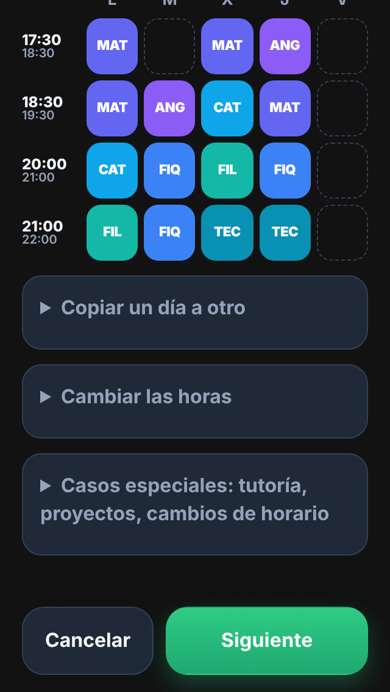 L M X J V
17:30 MAT MAT ANG
18:30
18:30 MAT ANG CAT MAT
19:30
20:00 CAT FIQ FIL FIQ
21:00
21:00 FIL FIQ TEC TEC
22:00
▶ Copiar un día a otro
▶ Cambiar las horas
▶ Casos especiales: tutoría,
proyectos, cambios de horario
Cancelar Siguiente